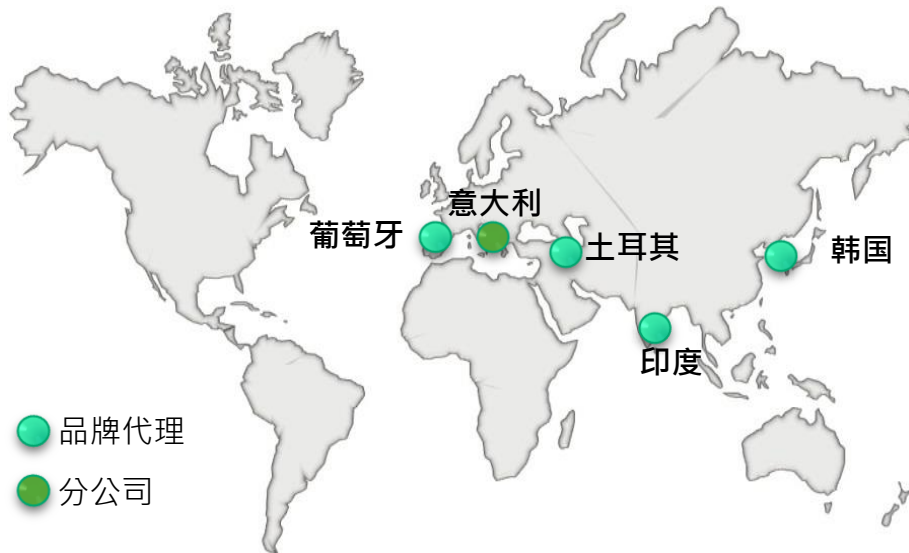 意大利
葡萄牙
土耳其
韩国
印度
品牌代理
分公司